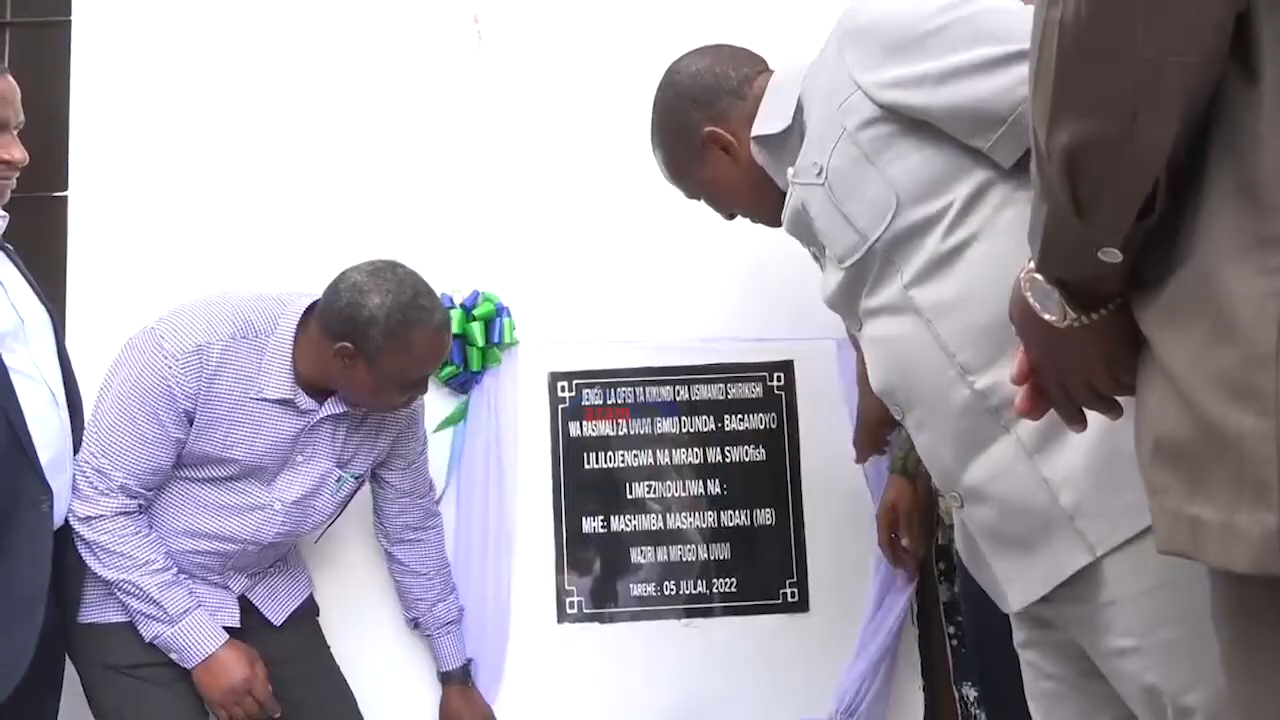 JENGO LA OFISI YA KIKUNDI CHA USIMAMIZI SHIRIKISHI
WA RASIMALI ZA UVUVI (BMU) DUNDA - BAGAMOYO
LILILOJENGWA NA MRADI WA SWIOfish
LIMEZINDULIWA NA :
MHE: MASHIMBA MASHAURI NDAKI (MB)
WAZIRI WA MIFUGO NA UVUVI
TAREHE : 05 JULAI, 2022